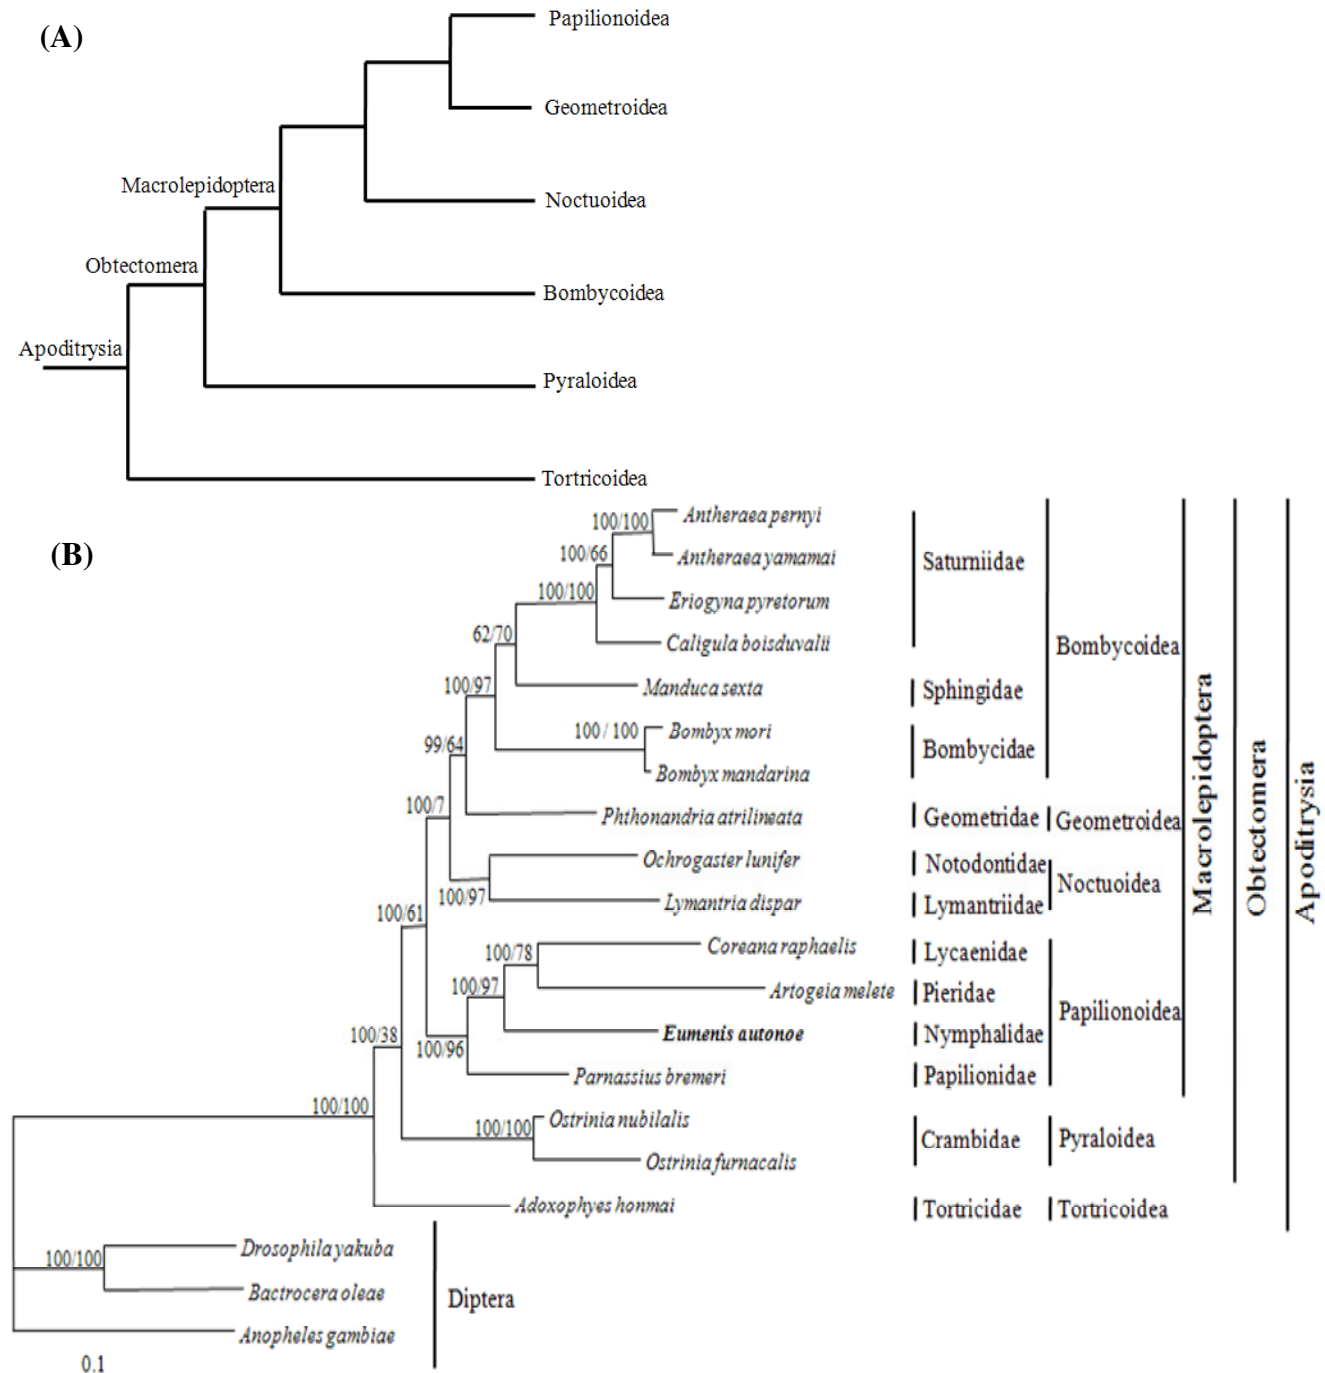 (A)
Papilionoidea
Geometroidea
Noctuoidea
Macrolepidoptera
Bombycoidea
Obtectomera
Pyraloidea
Apoditrysia
Tortricoidea
(B)
100/100
Antheraea pernyi
100/66
Antheraea yamamai
Saturniidae
100/100
Eriogyna pyretorum
62/70
Caligula boisduvalii
Bombycoidea
100/97
Manduca sexta
Sphingidae
100 / 100
Bombyx mori
99/64
Bombyx mandarina
Bombycidae
100/7
Phthonandria atrilineata
Geometridae
Geometroidea
Ochrogaster lunifer
Notodontidae
100/97
Lymantria dispar
Lymantriidae
Noctuoidea
100/61
Coreana raphaelis
Lycaenidae
100/78
Artogeia melete
Pieridae
100/97
Eumenis autonoe
Nymphalidae
Papilionoidea
100/96
Parnassius bremeri
Papilionidae
100/38
Ostrinia nubilalis
100/100
Ostrinia furnacalis
Crambidae
Pyraloidea
100/100
Adoxophyes honmai
Tortricidae
Tortricoidea
Macrolepidoptera
Obtectomera
Apoditrysia
100/100
Drosophila yakuba
Bactrocera oleae
Anopheles gambiae
Diptera
0.1